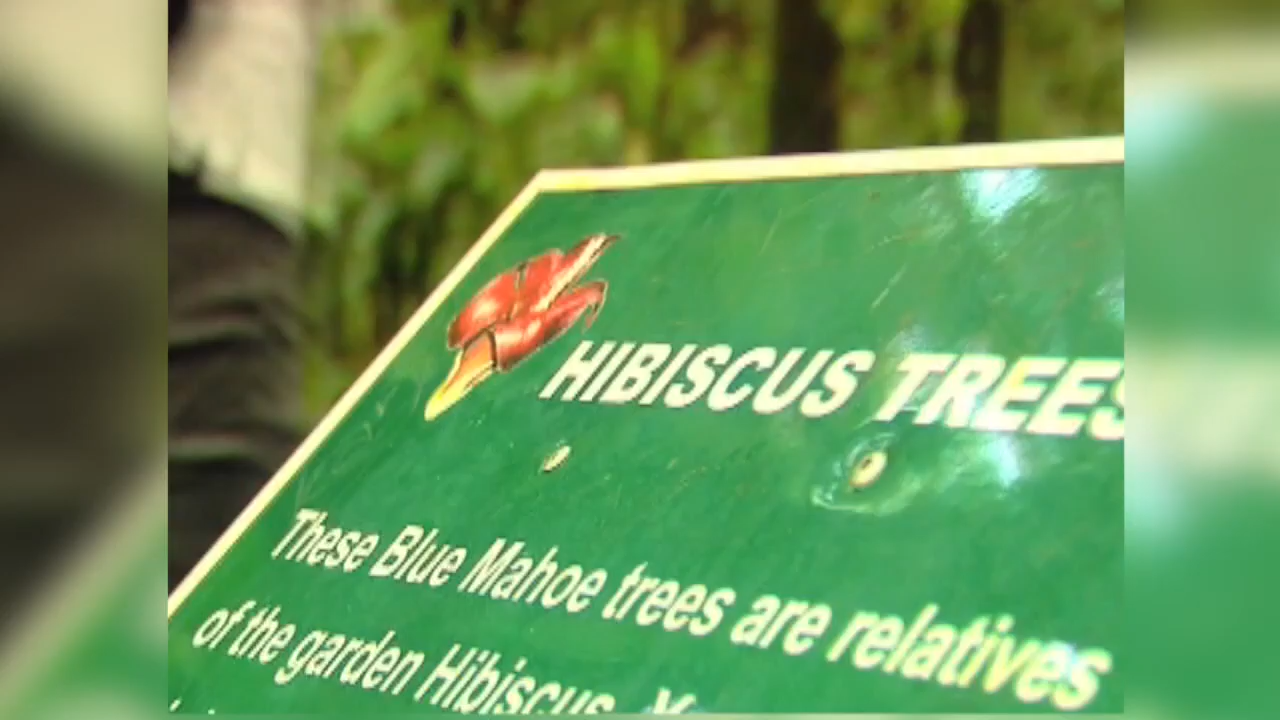 HIBISCUS TREES
These Blue Mahoe trees are relatives
of the garden Hibiscus.